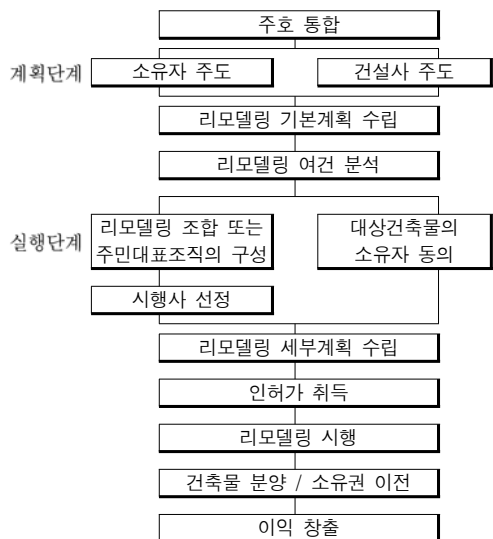 주호 통합
계획단계 소유자 주도 건설사 주도
리모델링 기본계획 수립
리모델링 여건 분석
실행단계
리모델링 조합 또는
주민대표조직의 구성
대상건축물의
소유자 동의
시행사 선정
리모델링 세부계획 수립
인허가 취득
리모델링 시행
건축물 분양 / 소유권 이전
이익 창출